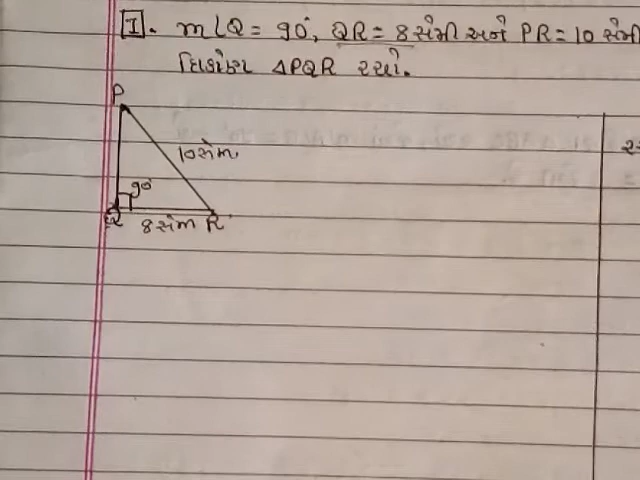 I. m∠Q = 90°, QR = 8 સેમી અને PR = 10 સેમી
ત્રિકોણ ΔPQR રચો.
P
10 સેમ
90°
Q 8 સેમ R